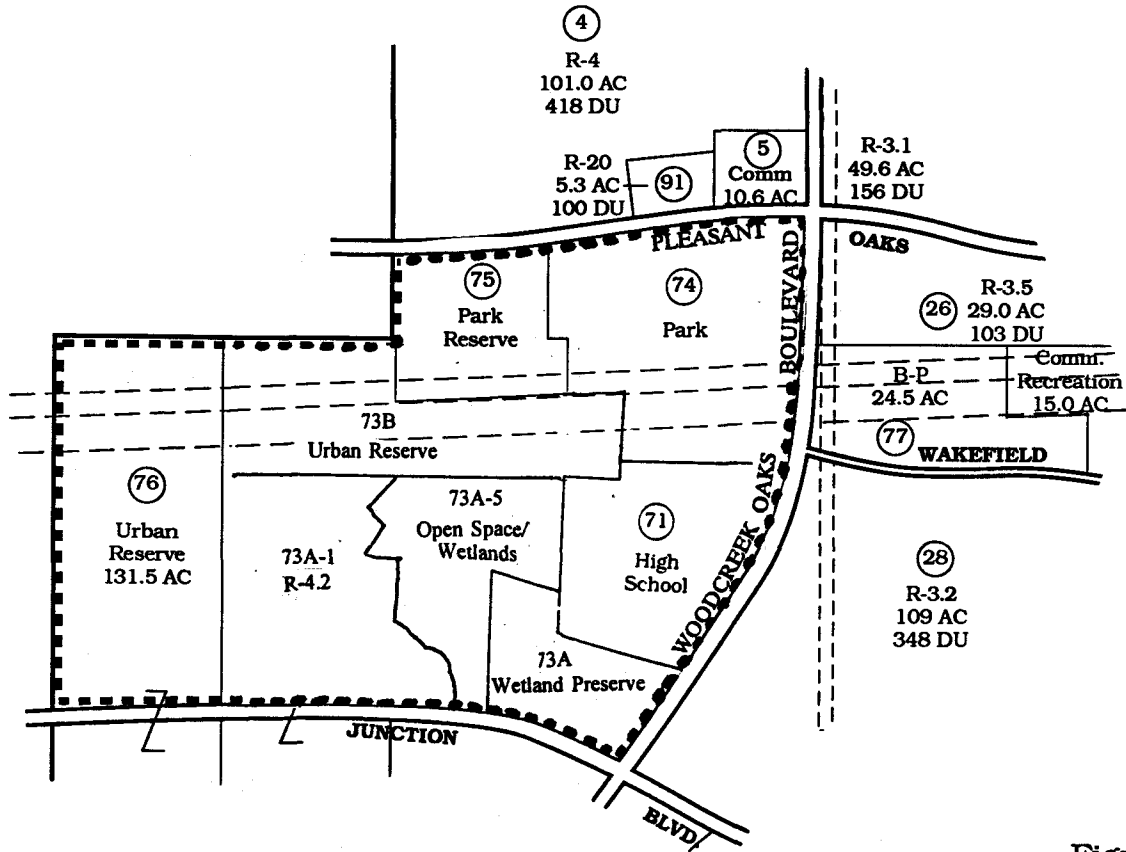 4
R-4
101.0 AC
418 DU
R-20
5.3 AC
100 DU
91
5
Comm
10.6 AC
R-3.1
49.6 AC
156 DU
PLEASANT
OAKS
75
Park
Reserve
74
Park
BOULEVARD
26
R-3.5
29.0 AC
103 DU
B-P
24.5 AC
Comm.
Recreation
15.0 AC
77
WAKEFIELD
73B
Urban Reserve
76
Urban
Reserve
131.5 AC
73A-1
R-4.2
73A-5
Open Space/
Wetlands
71
High
School
WOODCREEK OAKS
28
R-3.2
109 AC
348 DU
73A
Wetland Preserve
JUNCTION
BLVD.